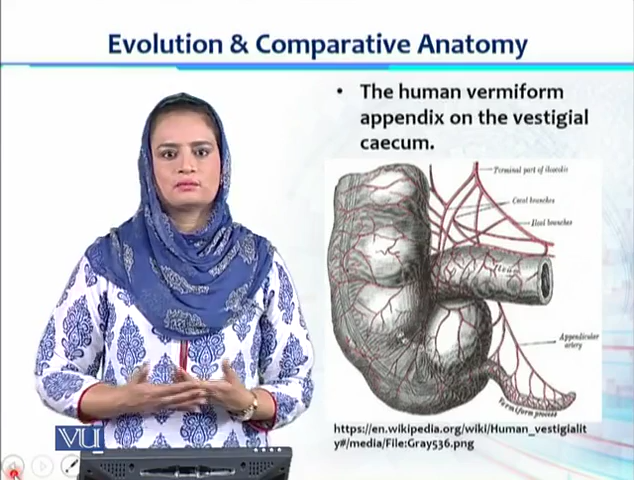 Evolution & Comparative Anatomy
• The human vermiform
appendix on the vestigial
caecum.
Terminal part of ileocolic
Cecal branches
Ileal branches
Ileum
Appendicular
artery
Vermiform process
https://en.wikipedia.org/wiki/Human_vestigialit
y#/media/File:Gray536.png
VU